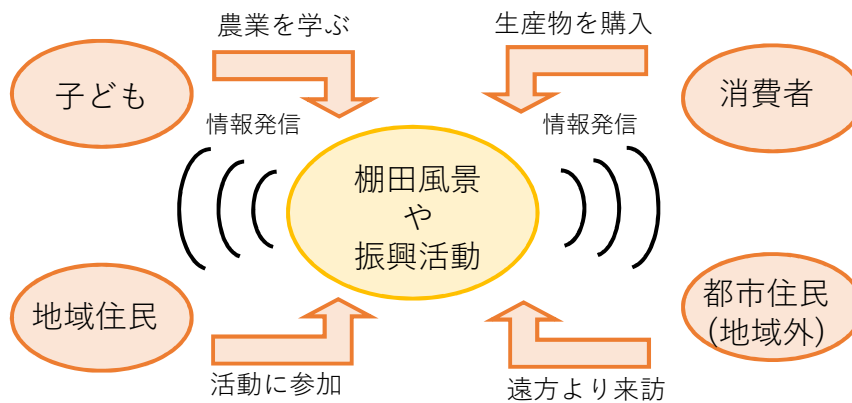 農業を学ぶ
生産物を購入
子ども
消費者
情報発信
情報発信
棚田風景
や
振興活動
地域住民
都市住民
(地域外)
活動に参加
遠方より来訪